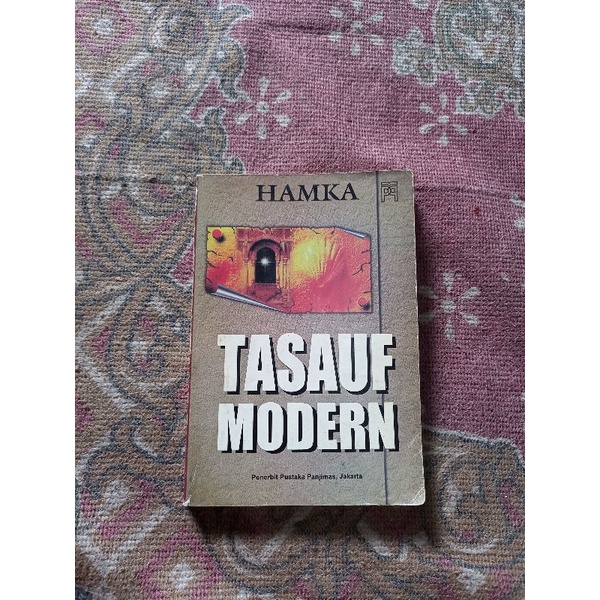 HAMKA
TASAUF
MODERN
Penerbit Pustaka Panjimas, Jakarta